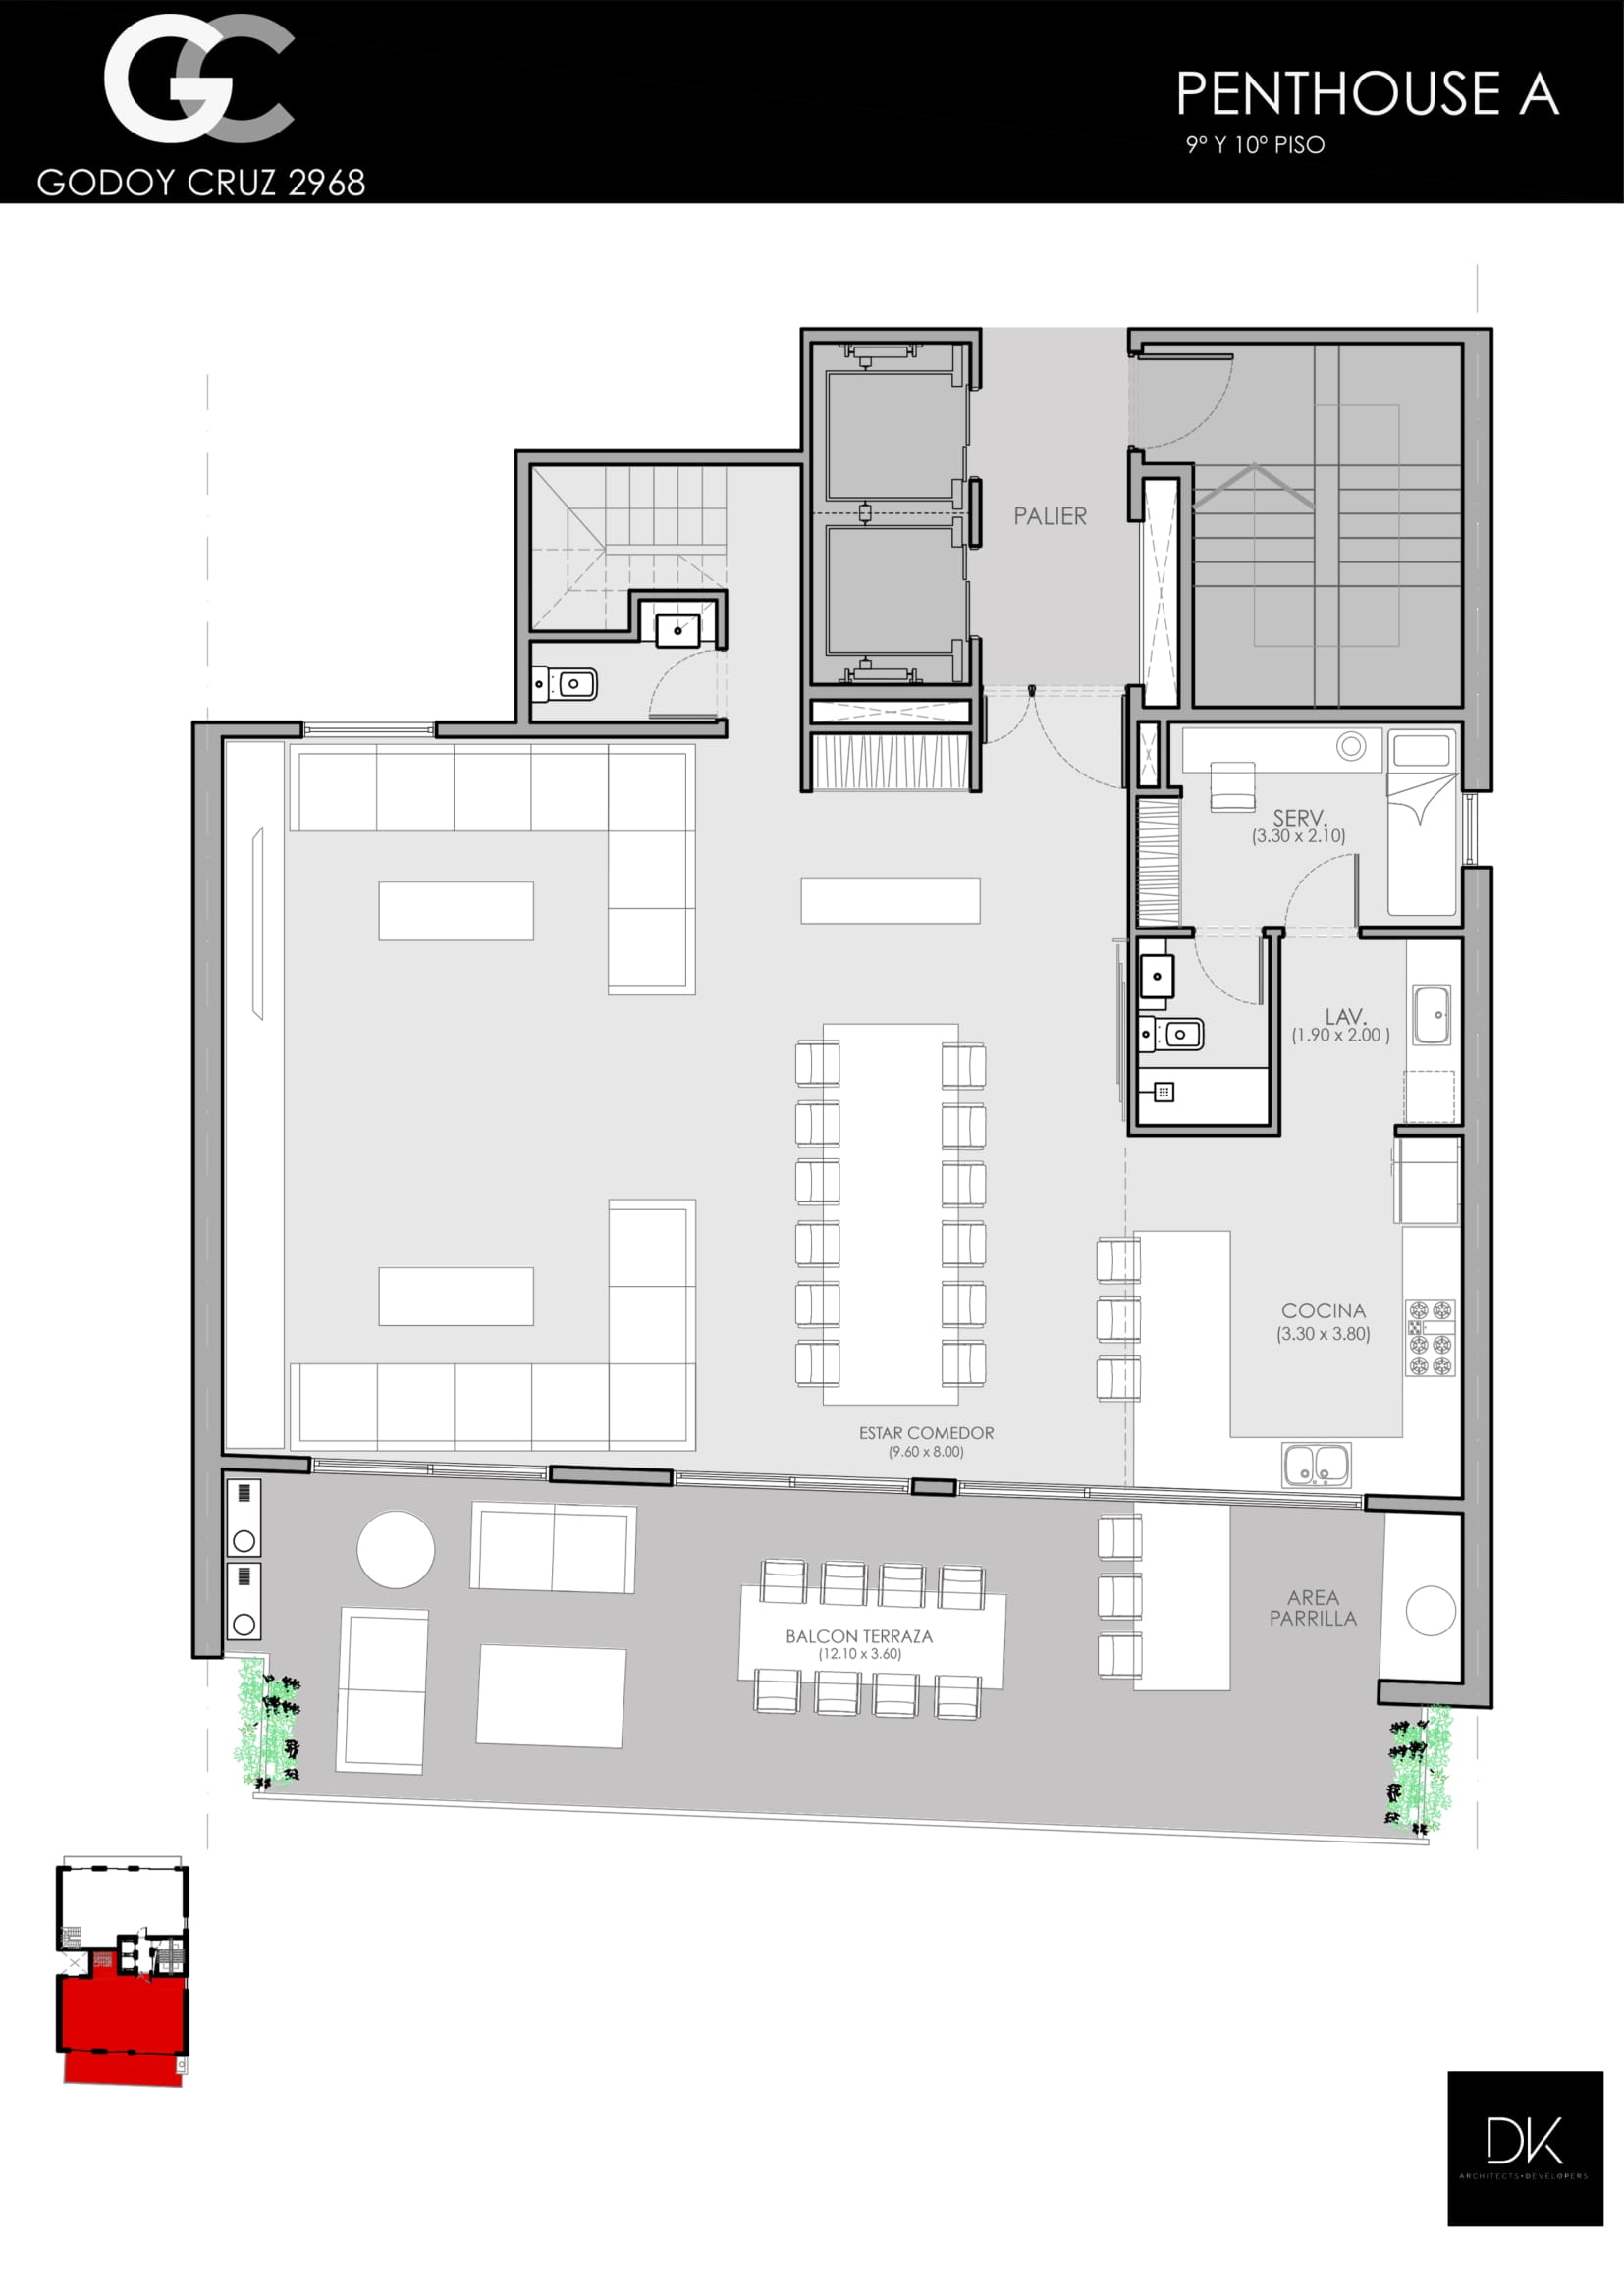 GC
GODOY CRUZ 2968
PENTHOUSE A
9º Y 10º PISO
PALIER
SERV.
(3.30 x 2.10)
LAV.
(1.90 x 2.00 )
COCINA
(3.30 x 3.80)
ESTAR COMEDOR
(9.60 x 8.00)
AREA
PARRILLA
BALCON TERRAZA
(12.10 x 3.60)
DK
ARCHITECTS•DEVELOPERS